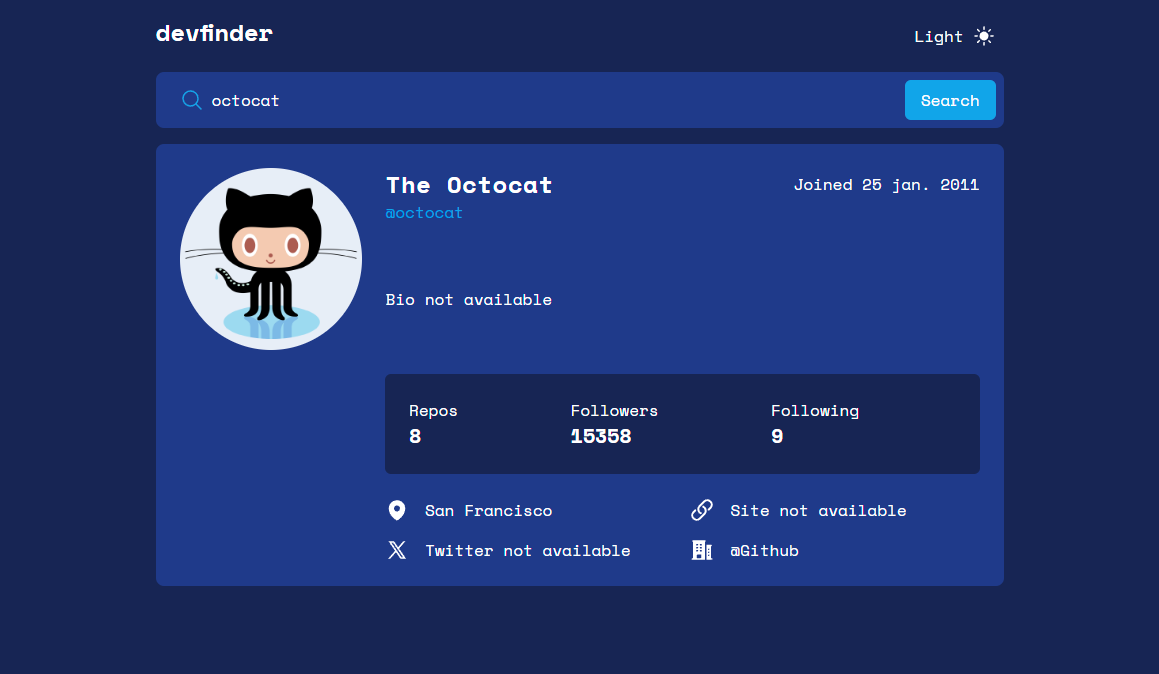 devfinder
Light
octocat
Search
The Octocat
Joined 25 jan. 2011
@octocat
Bio not available
Repos
Followers
Following
8
15358
9
San Francisco
Site not available
Twitter not available
@Github